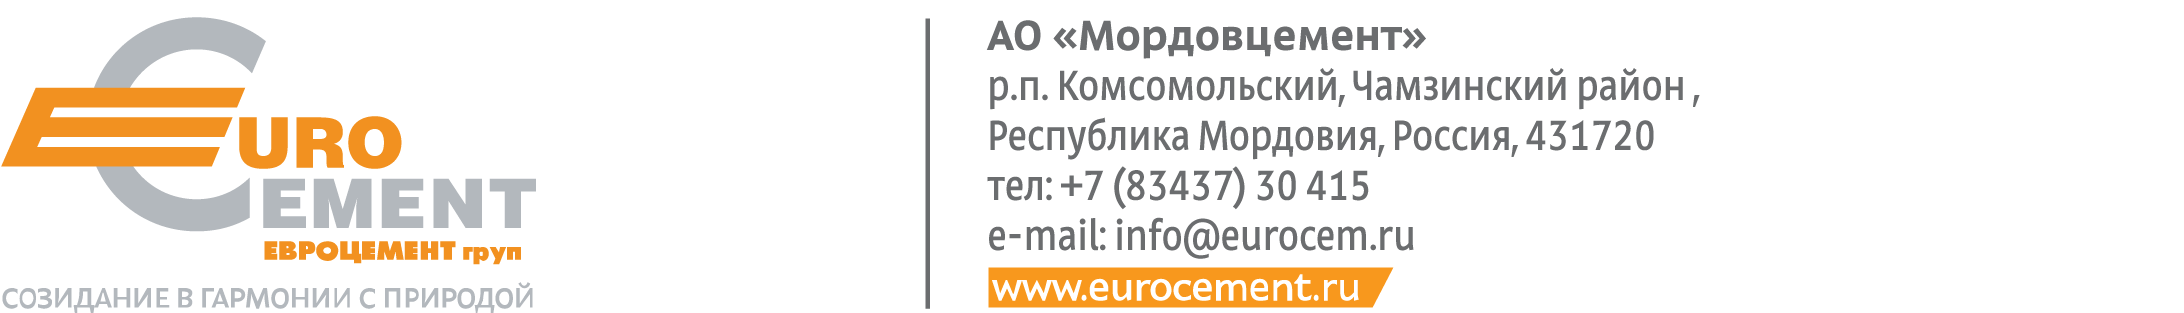 EURO
CEMENT
ЕВРОЦЕМЕНТ груп
СОЗИДАНИЕ В ГАРМОНИИ С ПРИРОДОЙ
АО «Мордовцемент»
р.п. Комсомольский, Чамзинский район ,
Республика Мордовия, Россия, 431720
тел: +7 (83437) 30 415
e-mail: info@eurocem.ru
www.eurocement.ru